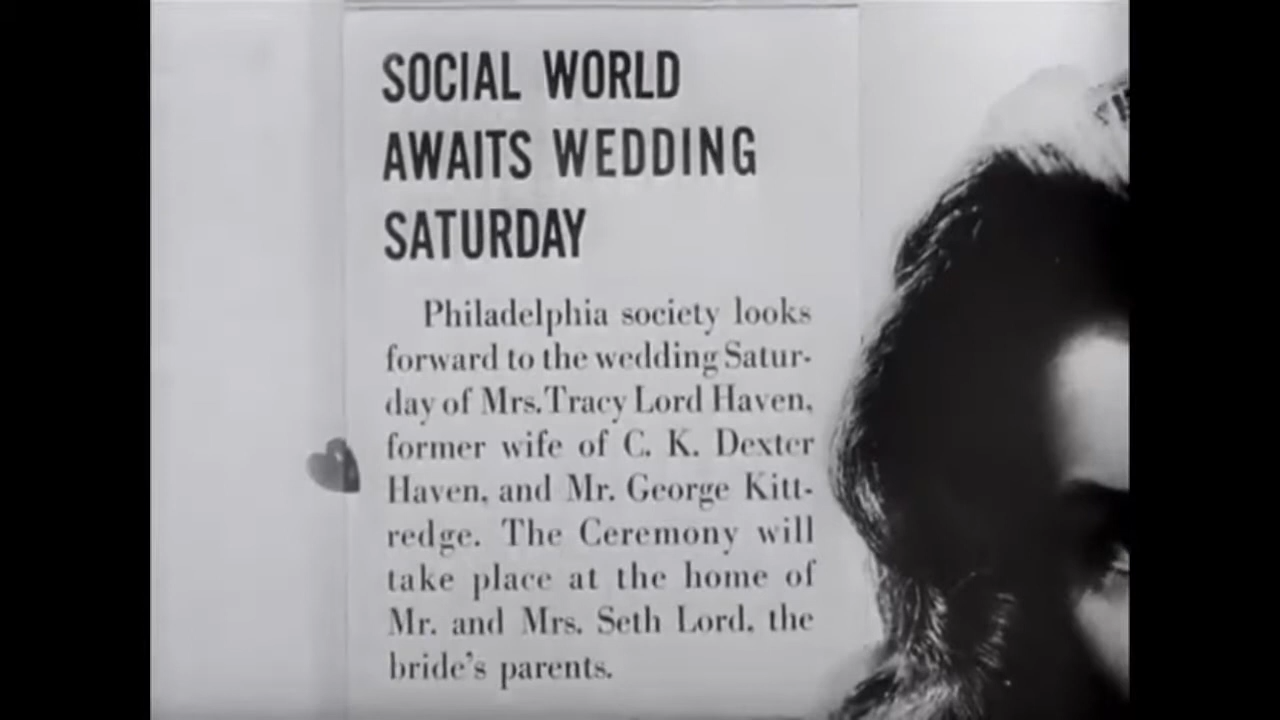 SOCIAL WORLD
AWAITS WEDDING
SATURDAY
Philadelphia society looks
forward to the wedding Satur-
day of Mrs. Tracy Lord Haven,
former wife of C. K. Dexter
Haven, and Mr. George Kitt-
redge. The Ceremony will
take place at the home of
Mr. and Mrs. Seth Lord, the
bride's parents.